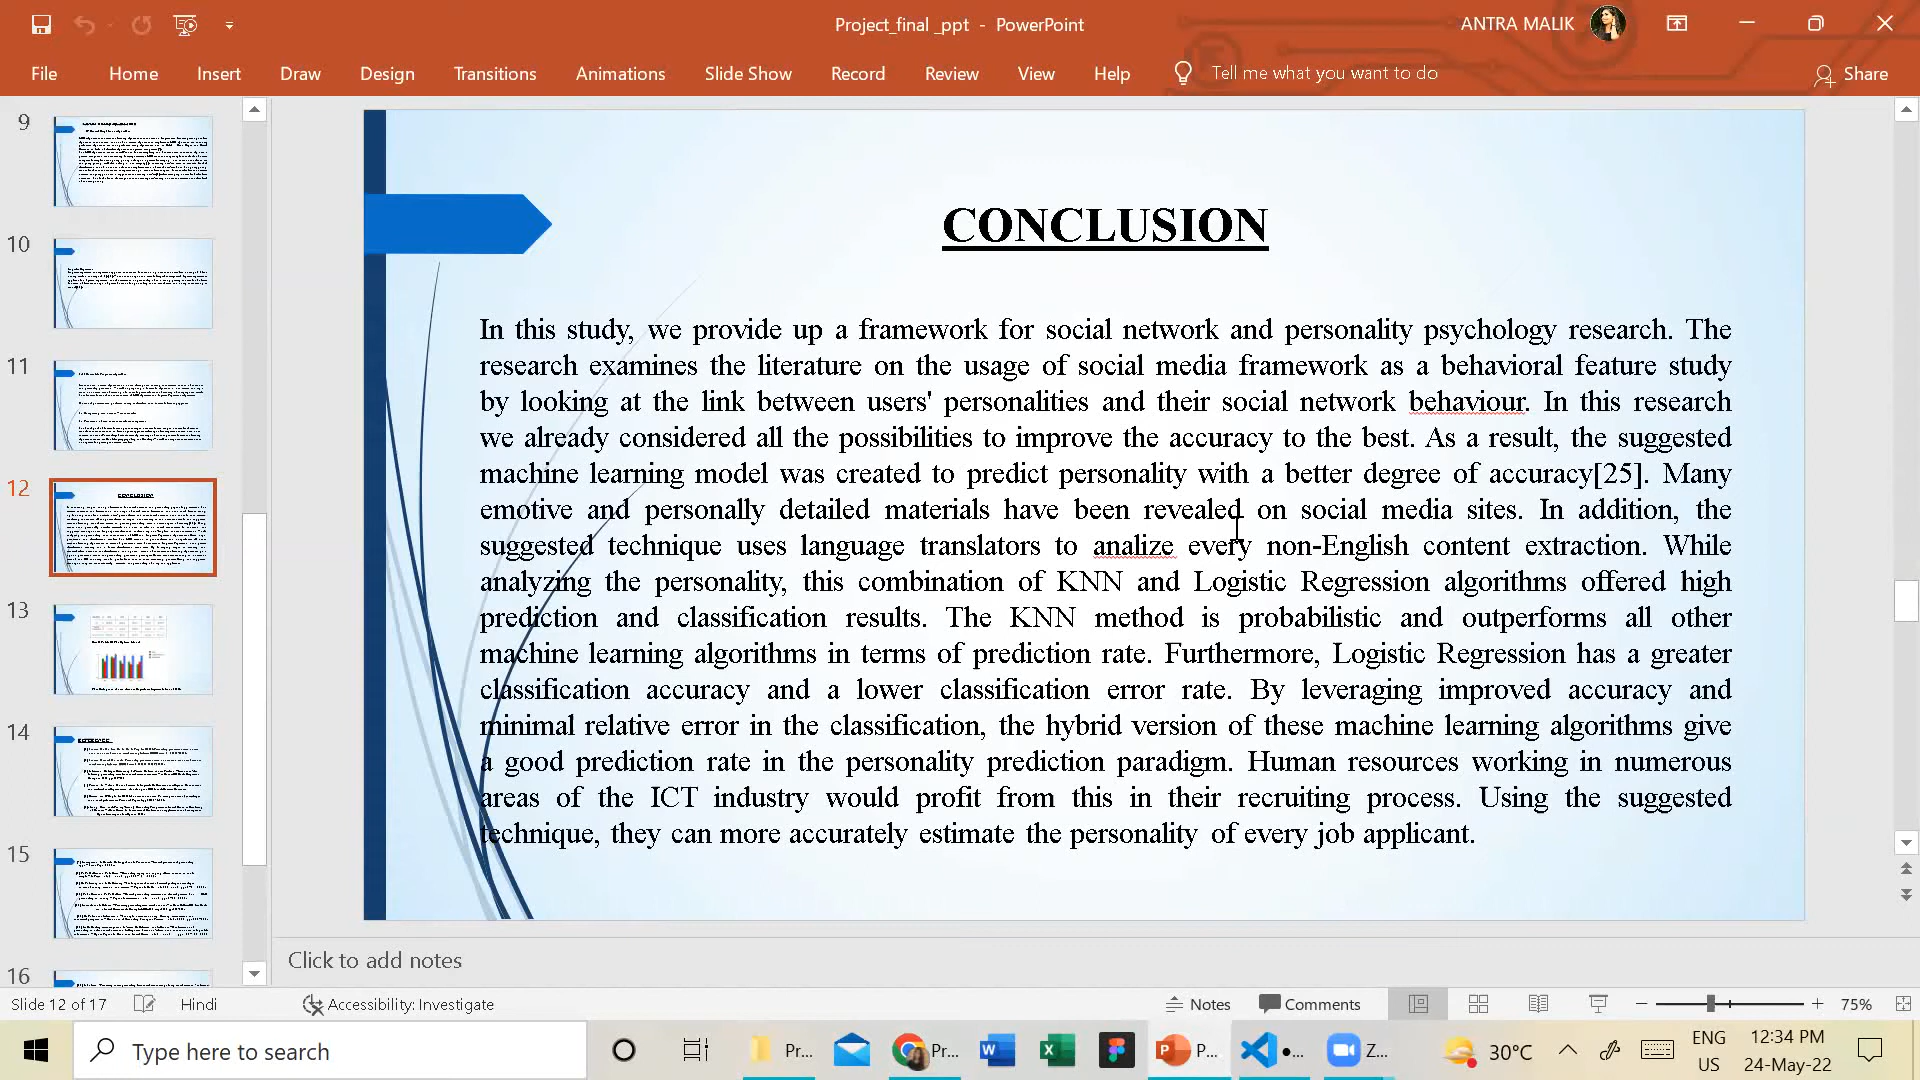 Project_final _ppt - PowerPoint
ANTRA MALIK
File Home Insert Draw Design Transitions Animations Slide Show Record Review View Help Tell me what you want to do Share
9
10
11
12
13
14
15
16
CONCLUSION
In this study, we provide up a framework for social network and personality psychology research. The
research examines the literature on the usage of social media framework as a behavioral feature study
by looking at the link between users' personalities and their social network behaviour. In this research
we already considered all the possibilities to improve the accuracy to the best. As a result, the suggested
machine learning model was created to predict personality with a better degree of accuracy[25]. Many
emotive and personally detailed materials have been revealed on social media sites. In addition, the
suggested technique uses language translators to analize every non-English content extraction. While
analyzing the personality, this combination of KNN and Logistic Regression algorithms offered high
prediction and classification results. The KNN method is probabilistic and outperforms all other
machine learning algorithms in terms of prediction rate. Furthermore, Logistic Regression has a greater
classification accuracy and a lower classification error rate. By leveraging improved accuracy and
minimal relative error in the classification, the hybrid version of these machine learning algorithms give
a good prediction rate in the personality prediction paradigm. Human resources working in numerous
areas of the ICT industry would profit from this in their recruiting process. Using the suggested
technique, they can more accurately estimate the personality of every job applicant.
Click to add notes
Slide 12 of 17 Hindi Accessibility: Investigate Notes Comments 75%
Type here to search
Pr... Pr... P... Z...
30°C
ENG
US
12:34 PM
24-May-22